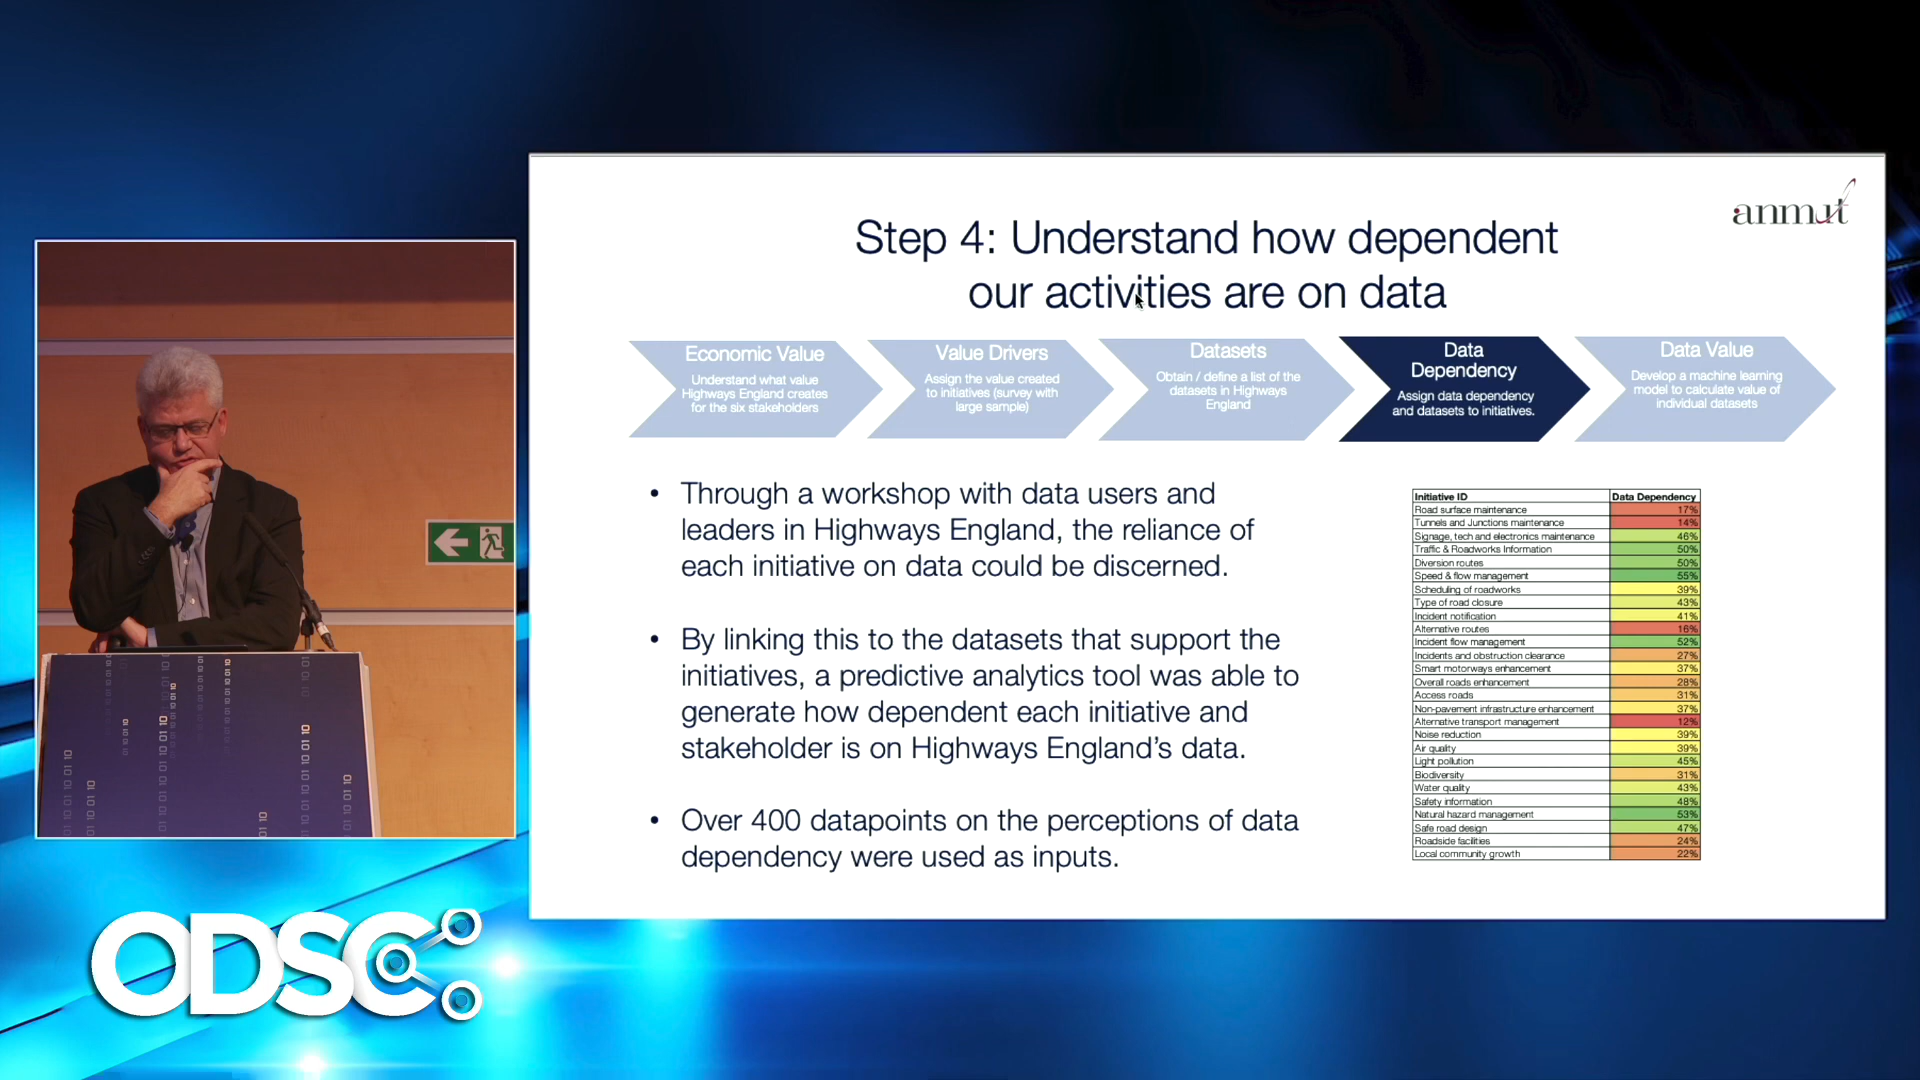 anmut
Step 4: Understand how dependent
our activities are on data
Economic Value
Understand what value
Highways England creates
for the six stakeholders
Value Drivers
Assign the value created
to initiatives (survey with
large sample)
Datasets
Obtain / define a list of the
datasets in Highways
England
Data
Dependency
Assign data dependency
and datasets to initiatives.
Data Value
Develop a machine learning
model to calculate value of
individual datasets
• Through a workshop with data users and
leaders in Highways England, the reliance of
each initiative on data could be discerned.
• By linking this to the datasets that support the
initiatives, a predictive analytics tool was able to
generate how dependent each initiative and
stakeholder is on Highways England’s data.
• Over 400 datapoints on the perceptions of data
dependency were used as inputs.
Initiative ID Data Dependency
Road surface maintenance 17%
Tunnels and Junctions maintenance 14%
Signage, tech and electronics maintenance 46%
Traffic & Roadworks Information 50%
Diversion routes 50%
Speed & flow management 55%
Scheduling of roadworks 39%
Type of road closure 43%
Incident notification 41%
Alternative routes 16%
Incident flow management 52%
Incidents and obstruction clearance 27%
Smart motorways enhancement 37%
Overall roads enhancement 28%
Access roads 31%
Non-pavement infrastructure enhancement 37%
Alternative transport management 12%
Noise reduction 39%
Air quality 39%
Light pollution 45%
Biodiversity 31%
Water quality 43%
Safety information 48%
Natural hazard management 53%
Safe road design 47%
Roadside facilities 24%
Local community growth 22%
ODSC